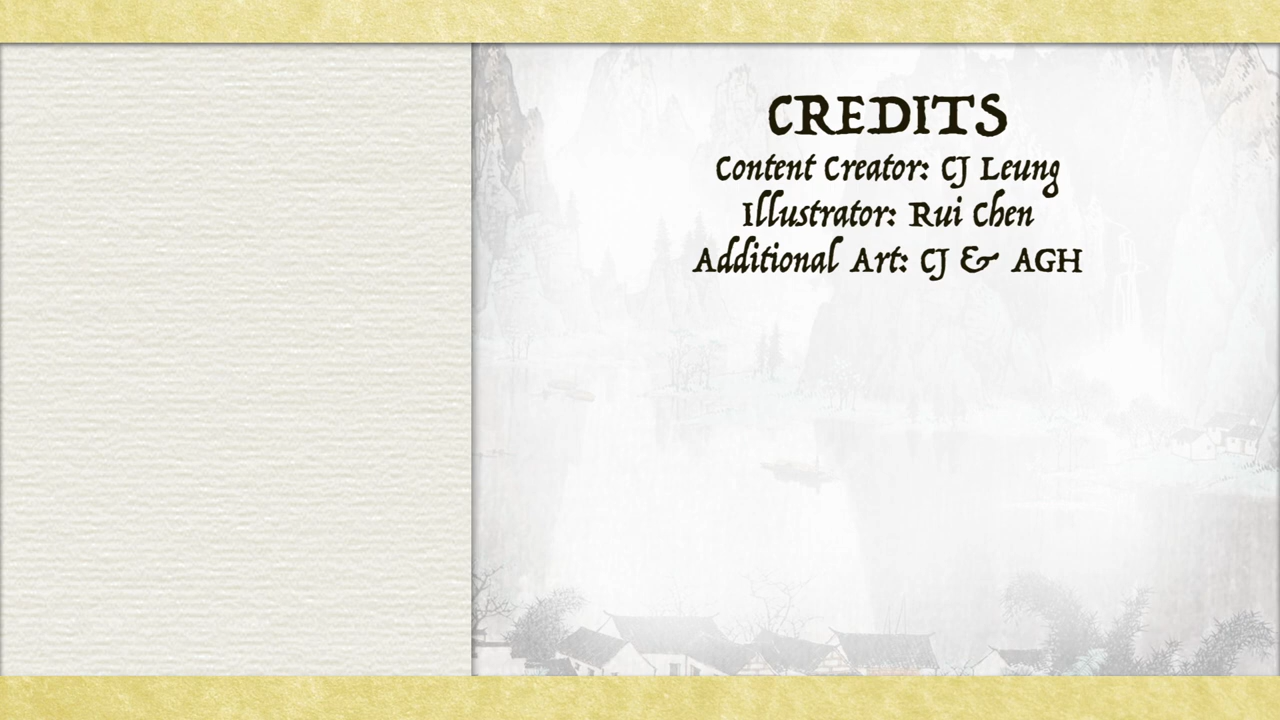 CREDITS
Content Creator: CJ Leung
Illustrator: Rui Chen
Additional Art: CJ & AGH